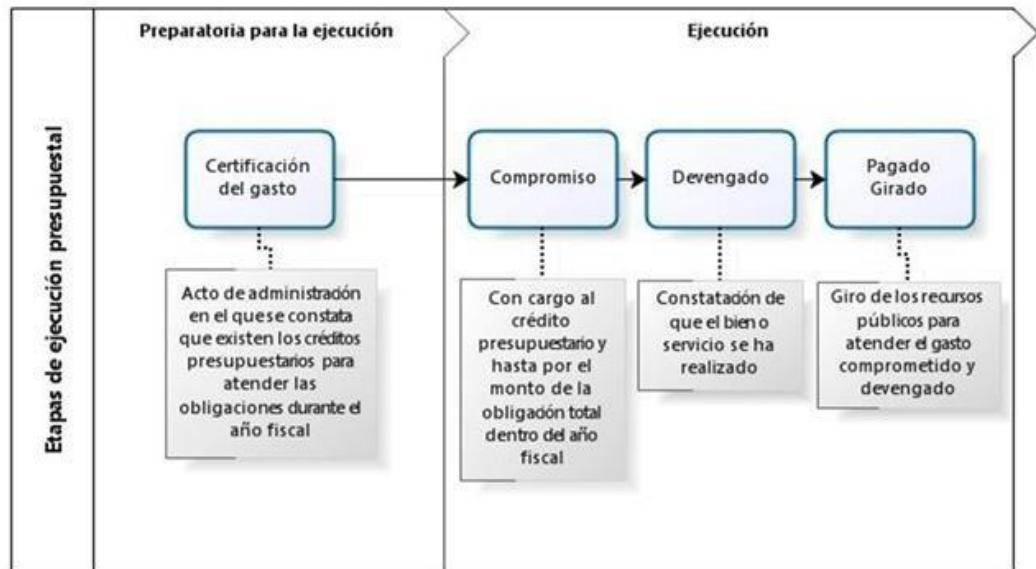 Preparatoria para la ejecución
Ejecución
Etapas de ejecución presupuestal
Certificación
del gasto
Compromiso
Devengado
Pagado
Girado
Acto de administración
en el quese constata
que existen los créditos
presupuestarios para
atender las
obligaciones durante el
año fiscal
Con cargo al
crédito
presupuestario y
hasta por el
monto de la
obligación total
dentro del año
fiscal
Constatación de
que el bien o
servicio se ha
realizado
Giro de los recursos
públicos para
atender el gasto
comprometido y
devengado